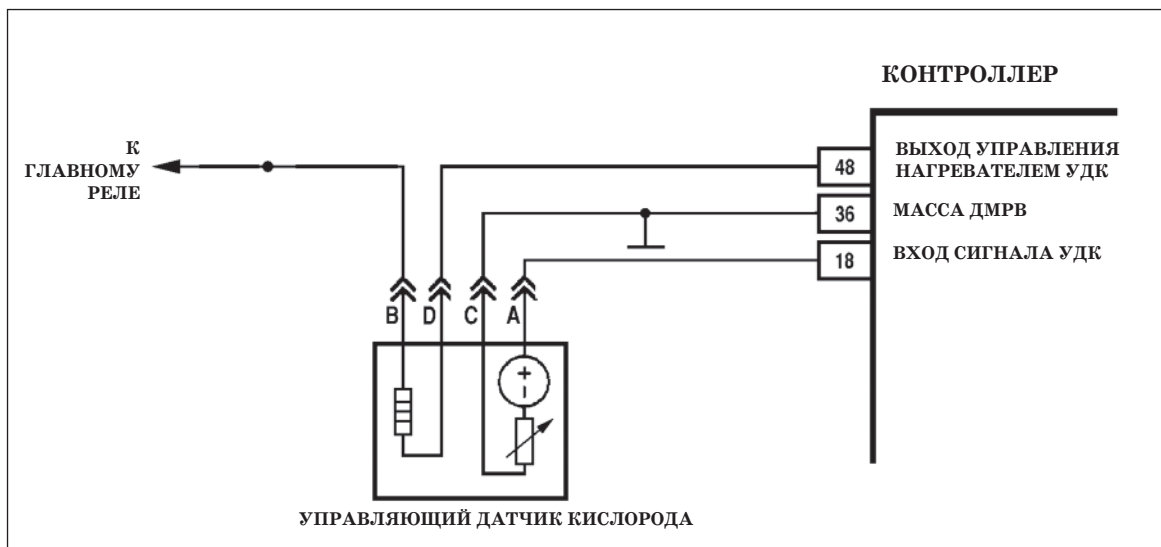 КОНТРОЛЛЕР
К
ГЛАВНОМУ
РЕЛЕ
48
ВЫХОД УПРАВЛЕНИЯ
НАГРЕВАТЕЛЕМ УДК
36
МАССА ДМРВ
18
ВХОД СИГНАЛА УДК
B D C A
+
-
УПРАВЛЯЮЩИЙ ДАТЧИК КИСЛОРОДА